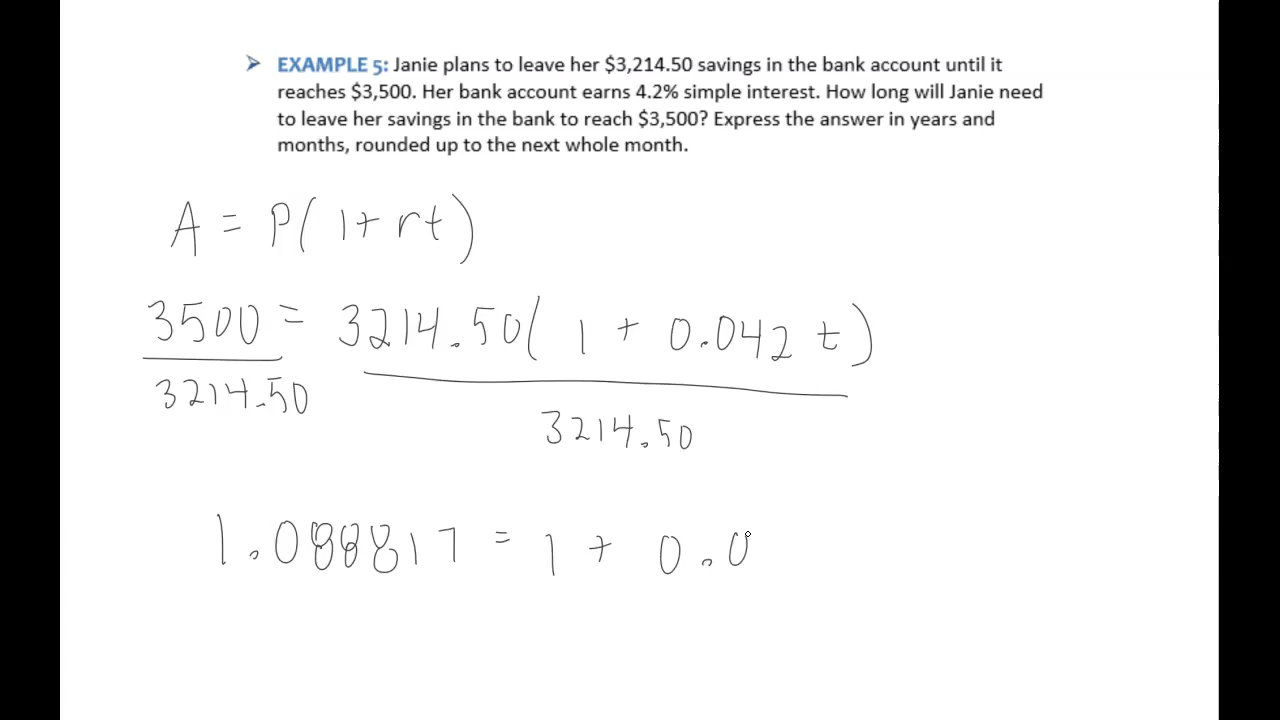 ➢ EXAMPLE 5: Janie plans to leave her $3,214.50 savings in the bank account until it
reaches $3,500. Her bank account earns 4.2% simple interest. How long will Janie need
to leave her savings in the bank to reach $3,500? Express the answer in years and
months, rounded up to the next whole month.
A = P(1 + rt)
3500 = 3214.50(1 + 0.042 t)
3214.50 3214.50
1.088817 = 1 + 0.0